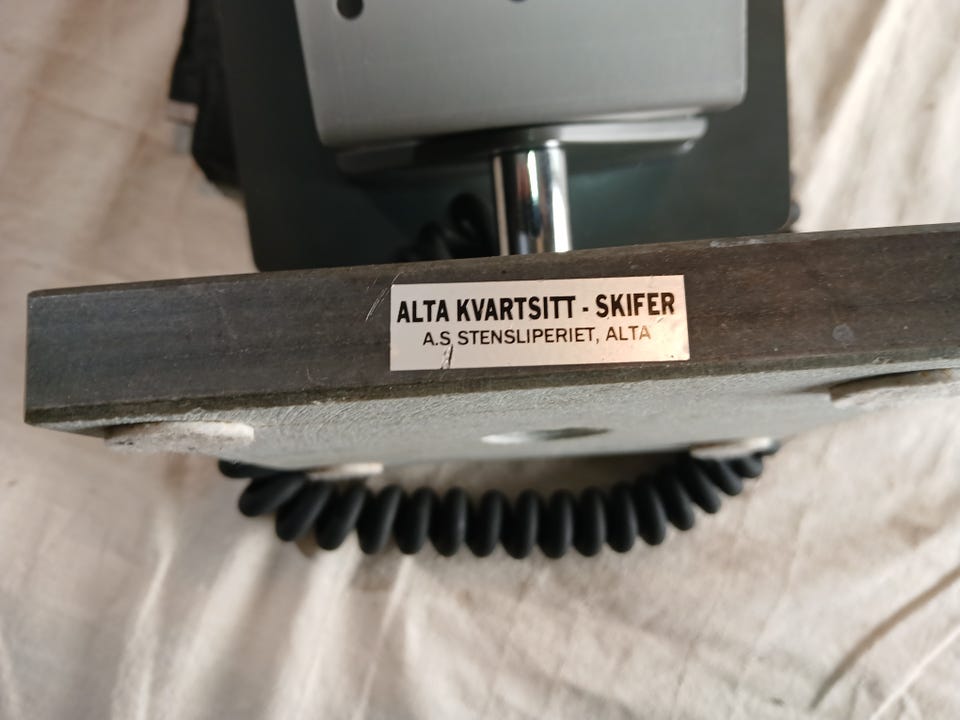 ALTA KVARTSITT - SKIFER
A.S STENSLIPERIET, ALTA